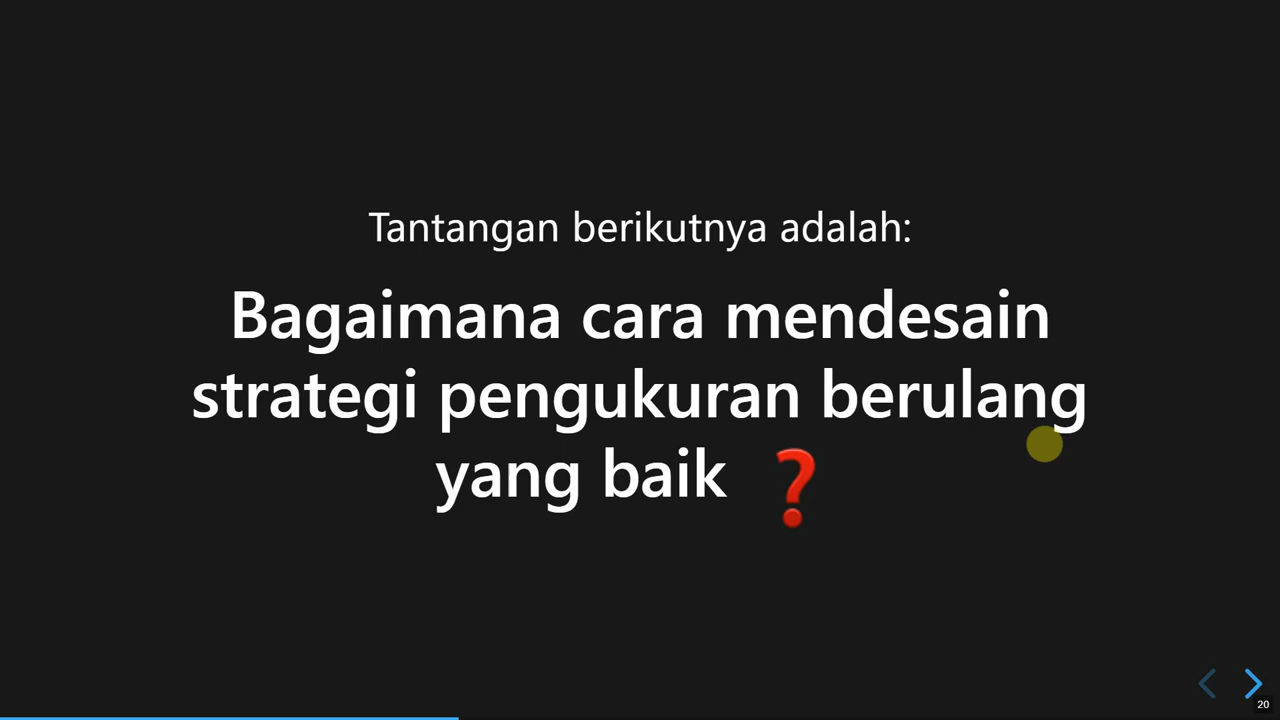 Tantangan berikutnya adalah:
Bagaimana cara mendesain
strategi pengukuran berulang
yang baik ❓
20